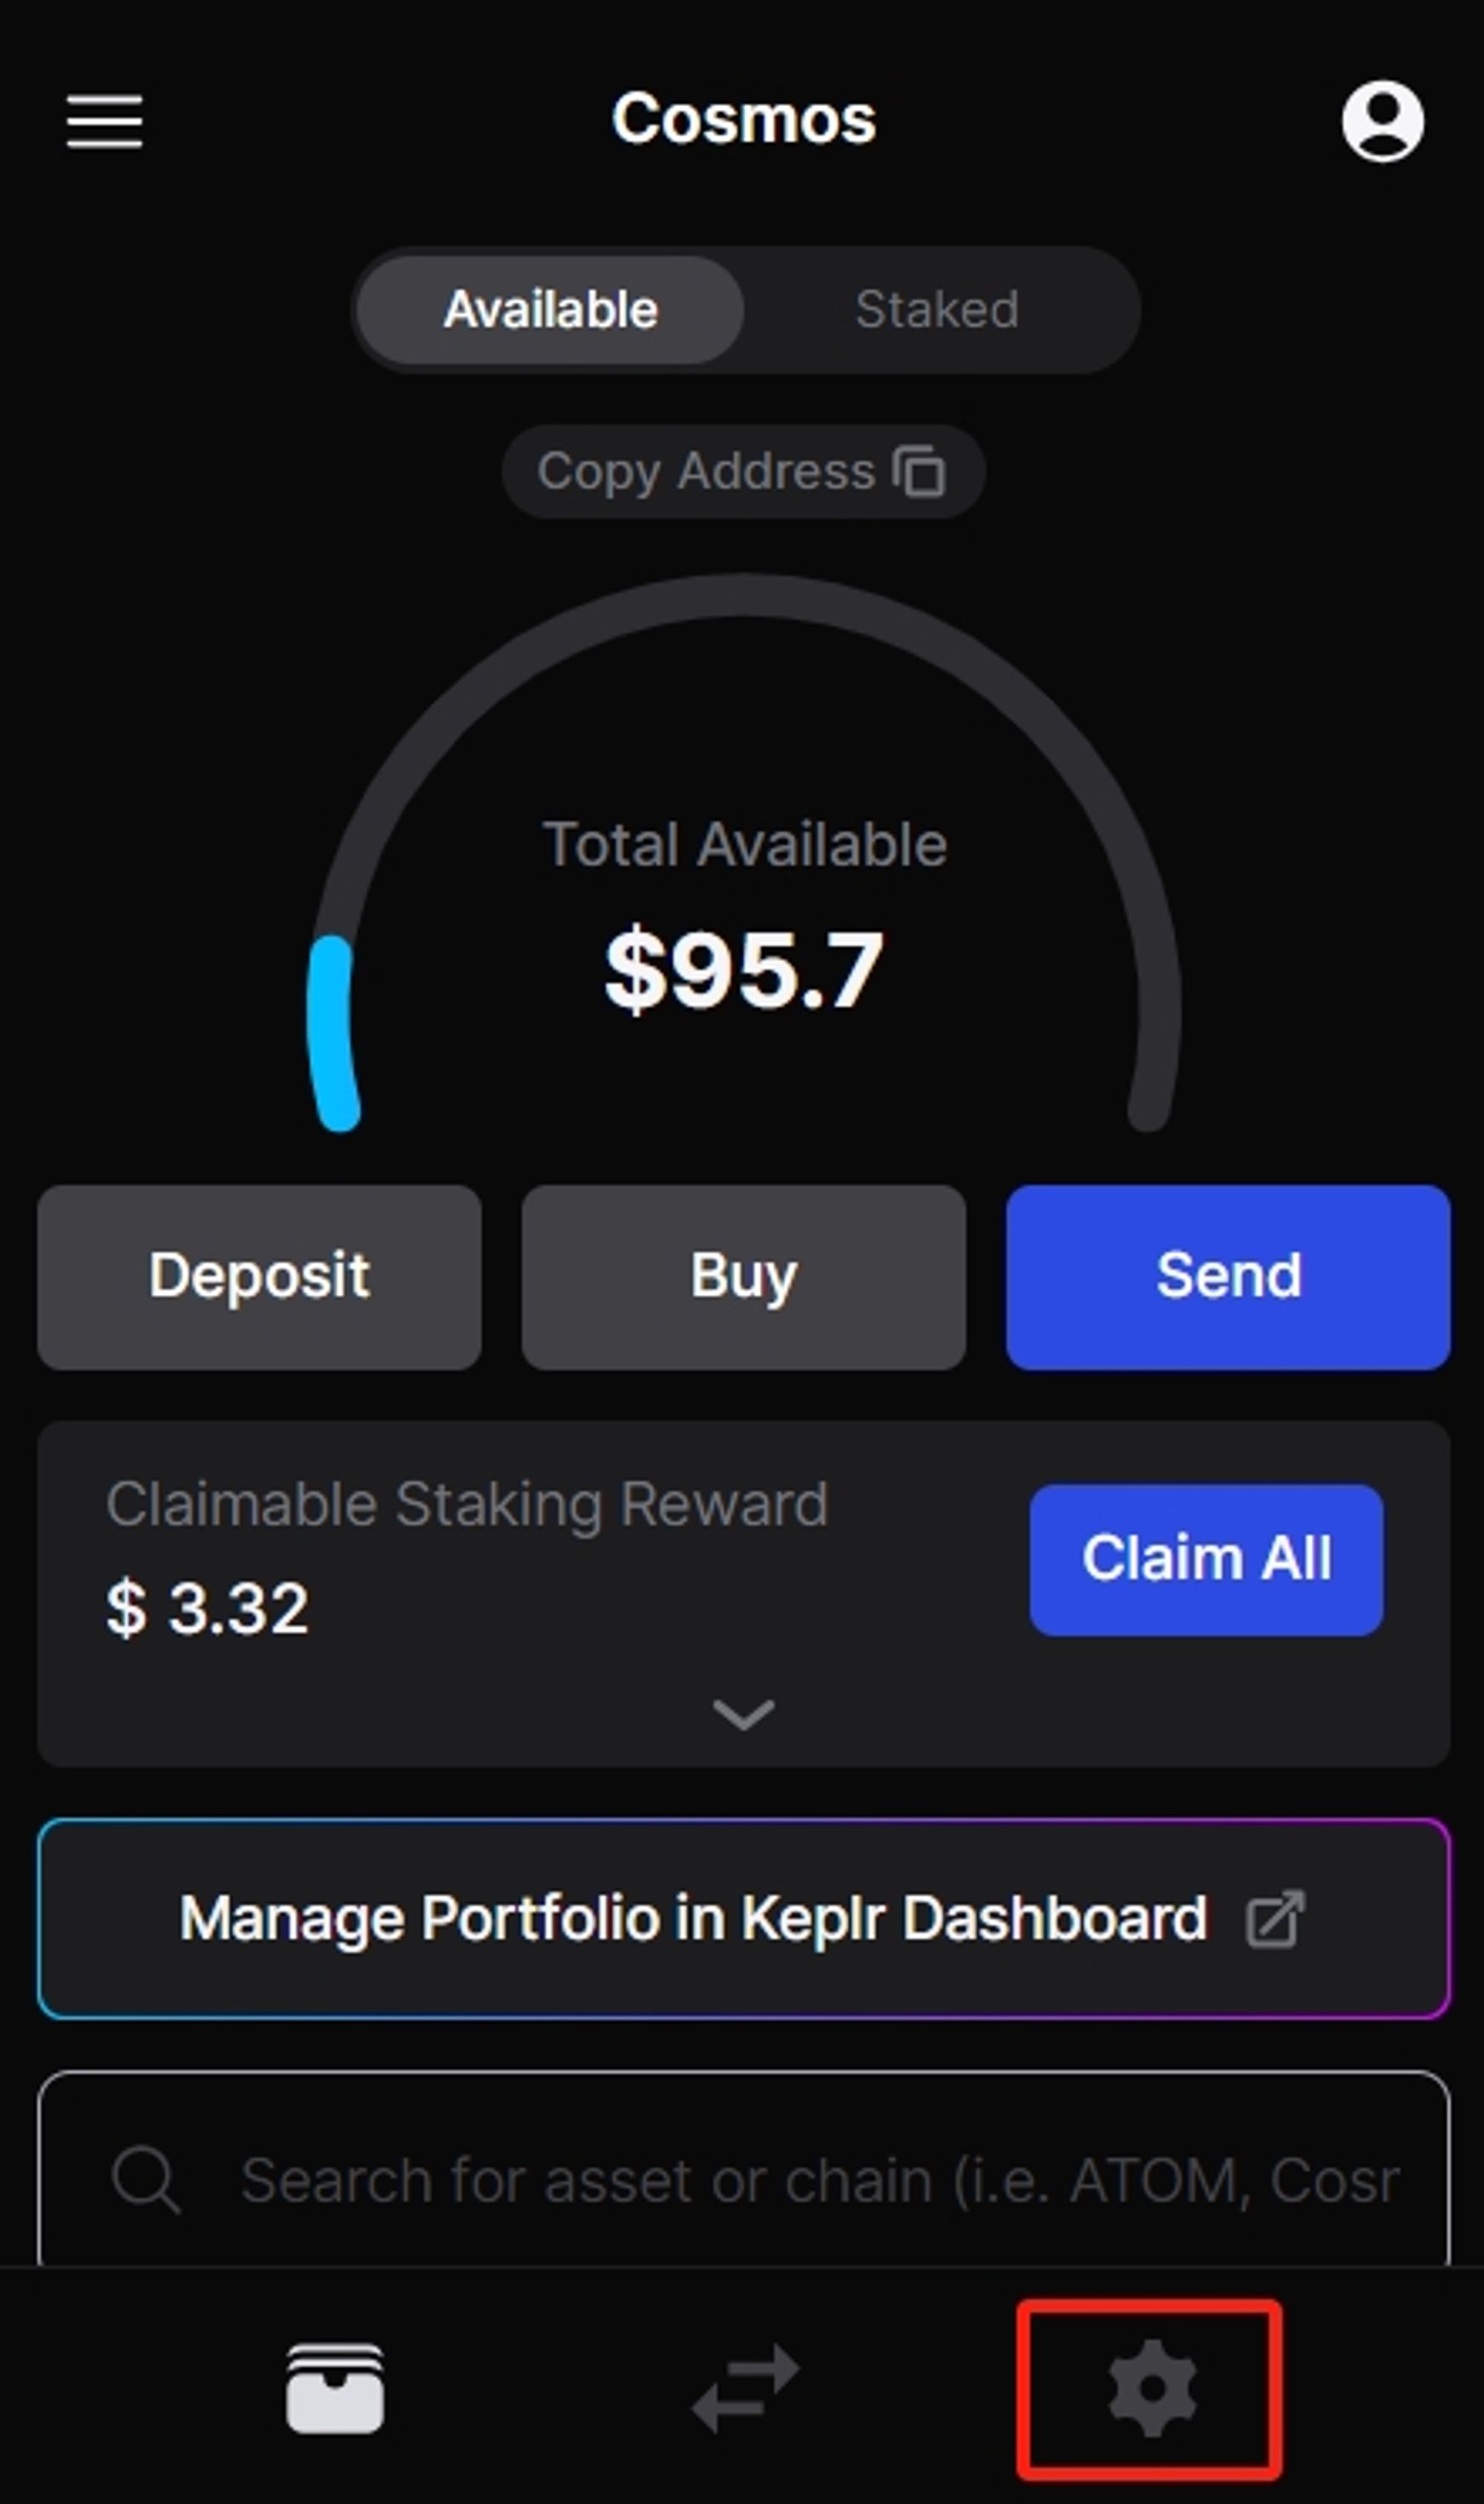 Cosmos
Available
Staked
Copy Address
Total Available
$95.7
Deposit
Buy
Send
Claimable Staking Reward
$ 3.32
Claim All
Manage Portfolio in Keplr Dashboard
Search for asset or chain (i.e. ATOM, Cosr